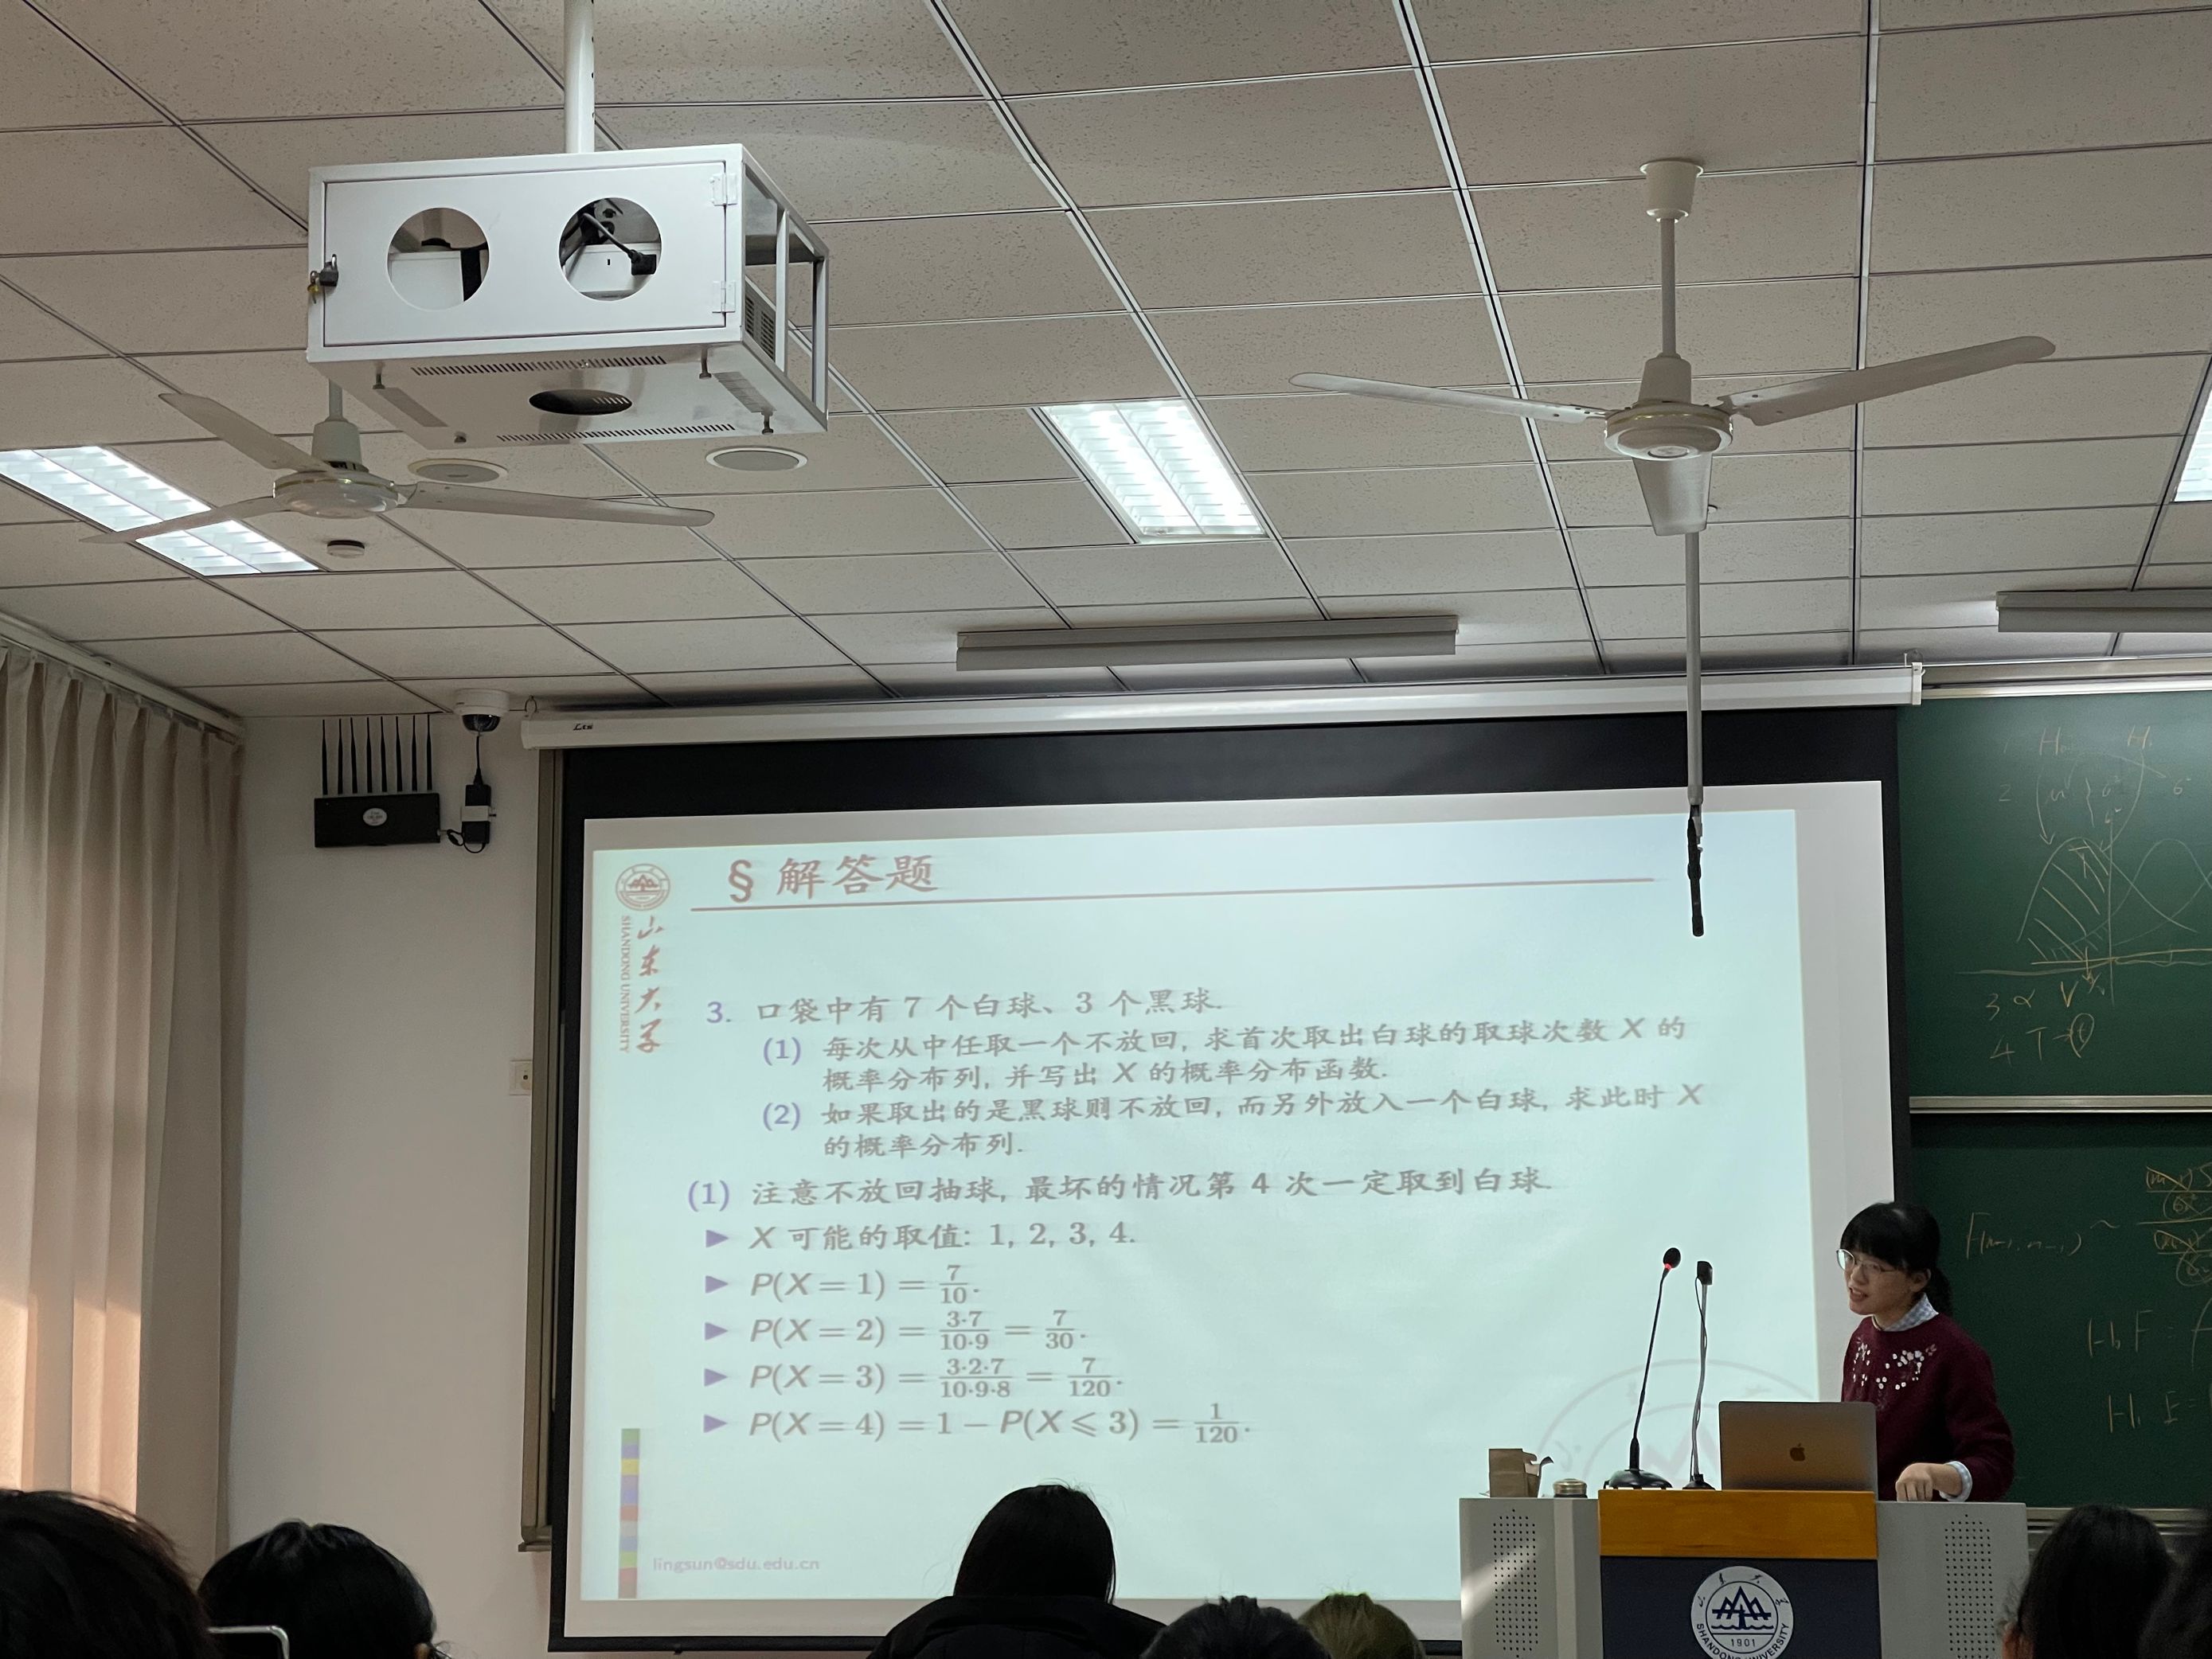 § 解答题
山东大学
SHANDONG UNIVERSITY
3. 口袋中有 7 个白球、3 个黑球.
(1) 每次从中任取一个不放回, 求首次取出白球的取球次数 X 的
概率分布列, 并写出 X 的概率分布函数.
(2) 如果取出的是黑球则不放回, 而另外放入一个白球, 求此时 X
的概率分布列.
(1) 注意不放回抽球, 最坏的情况第 4 次一定取到白球.
▶ X 可能的取值: 1, 2, 3, 4.
▶ P(X = 1) = 7/10.
▶ P(X = 2) = 3·7/10·9 = 7/30.
▶ P(X = 3) = 3·2·7/10·9·8 = 7/120.
▶ P(X = 4) = 1 − P(X ⩽ 3) = 1/120.
lingsun@sdu.edu.cn
3 α
4 T
1901
SHANDONG UNIVERSITY